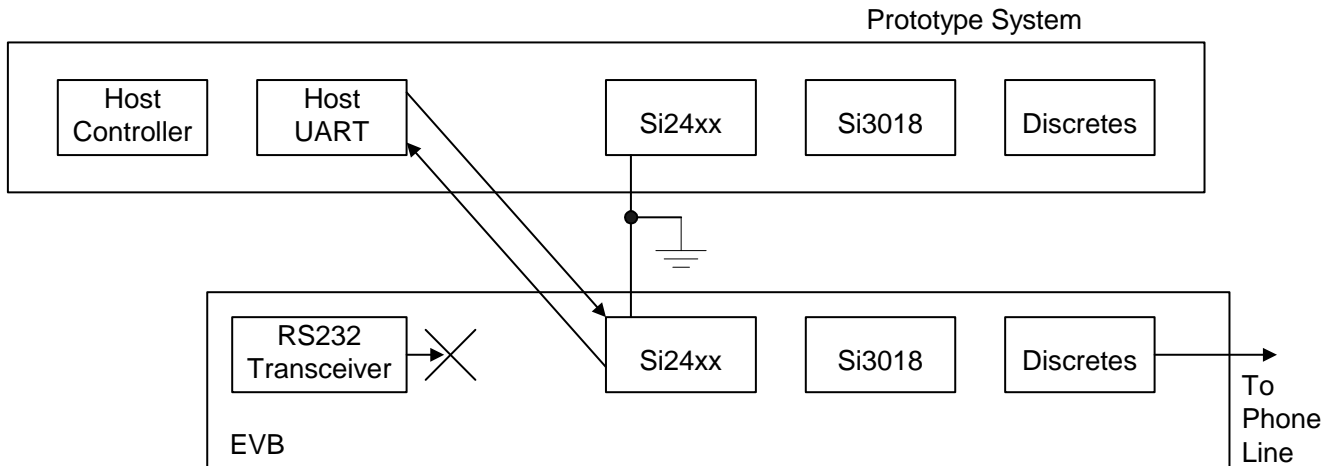 Prototype System
Host
Controller
Host
UART
Si24xx
Si3018
Discretes
RS232
Transceiver
Si24xx
Si3018
Discretes
To
Phone
Line
EVB